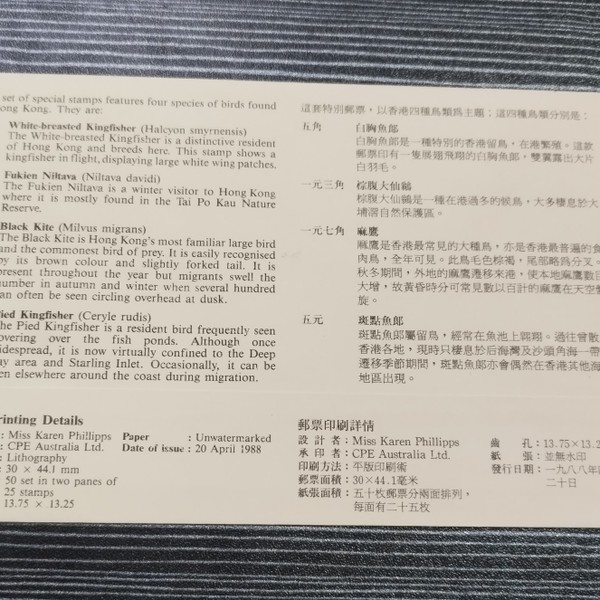 set of special stamps features four species of birds found
ong Kong. They are:
White-breasted Kingfisher (Halcyon smyrnensis)
The White-breasted Kingfisher is a distinctive resident
of Hong Kong and breeds here. This stamp shows a
kingfisher in flight, displaying large white wing patches.
Fukien Niltava (Niltava davidi)
The Fukien Niltava is a winter visitor to Hong Kong
where it is mostly found in the Tai Po Kau Nature
Reserve.
Black Kite (Milvus migrans)
The Black Kite is Hong Kong's most familiar large bird
and the commonest bird of prey. It is easily recognised
by its brown colour and slightly forked tail. It is
present throughout the year but migrants swell the
number in autumn and winter when several hundred
an often be seen circling overhead at dusk.
ied Kingfisher (Ceryle rudis)
he Pied Kingfisher is a resident bird frequently seen
overing over the fish ponds. Although once
idespread, it is now virtually confined to the Deep
ay area and Starling Inlet. Occasionally, it can be
en elsewhere around the coast during migration.
rinting Details
: Miss Karen Phillipps
: CPE Australia Ltd.
: Lithography
: 30 × 44.1 mm
: 50 set in two panes of
25 stamps
: 13.75 × 13.25
Paper : Unwatermarked
Date of issue : 20 April 1988
這套特別郵票，以香港四種鳥類爲主題；這四種鳥類分別是：
五角 白胸魚郞
白胸魚郞是一種特別的香港留鳥，在港繁殖。這款
郵票印有一隻展翅飛翔的白胸魚郞，雙翼露出大片
白羽毛。
一元三角 棕腹大仙鶲
棕腹大仙鶲是一種在港過冬的候鳥，大多棲息於大
埔滘自然保護區。
一元七角 麻鷹
麻鷹是香港最常見的大種鳥，亦是香港最普遍的食
肉鳥，全年可見。此鳥毛色棕褐，尾部略爲分叉。
秋冬期間，外地的麻鷹遷移來港，使本地麻鷹數目
大增，故黃昏時分可常見數以百計的麻鷹在天空盤
旋。
五元 斑點魚郞
斑點魚郞屬留鳥，經常在魚池上翺翔。過往曾散
香港各地，現時只棲息於后海灣及沙頭角海一帶
遷移季節期間，斑點魚郞亦會偶然在香港其他海
地區出現。
郵票印刷詳情
設計者：Miss Karen Phillipps
承印者：CPE Australia Ltd.
印刷方法：平版印刷術
郵票面積：30×44.1毫米
紙張面積：五十枚郵票分兩面排列，
每面有二十五枚
齒孔：13.75×13.2
紙張：並無水印
發行日期：一九八八年
二十日